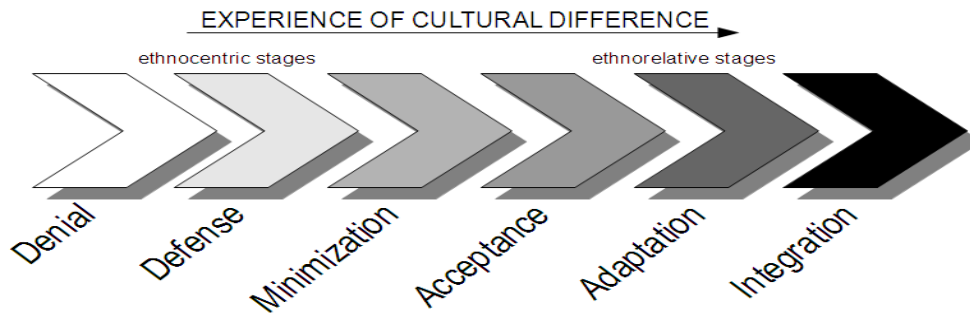 EXPERIENCE OF CULTURAL DIFFERENCE
ethnocentric stages
ethnorelative stages
Denial
Defense
Minimization
Acceptance
Adaptation
Integration